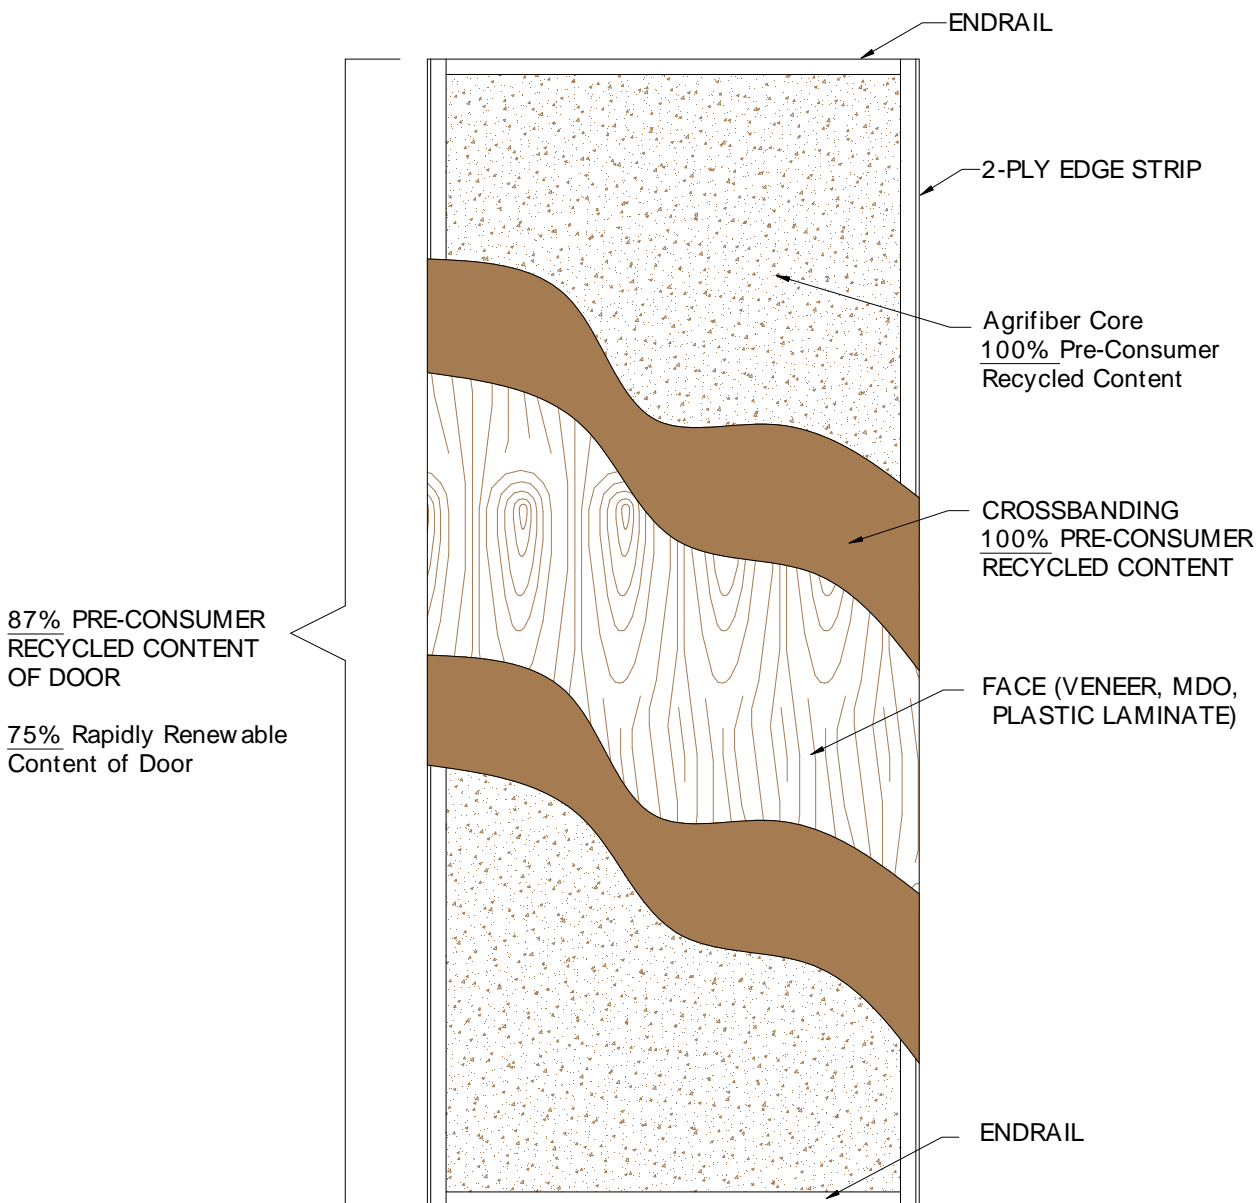 ENDRAIL
2-PLY EDGE STRIP
Agrifiber Core
100% Pre-Consumer
Recycled Content
CROSSBANDING
100% PRE-CONSUMER
RECYCLED CONTENT
87% PRE-CONSUMER
RECYCLED CONTENT
OF DOOR
75% Rapidly Renewable
Content of Door
FACE (VENEER, MDO,
PLASTIC LAMINATE)
ENDRAIL